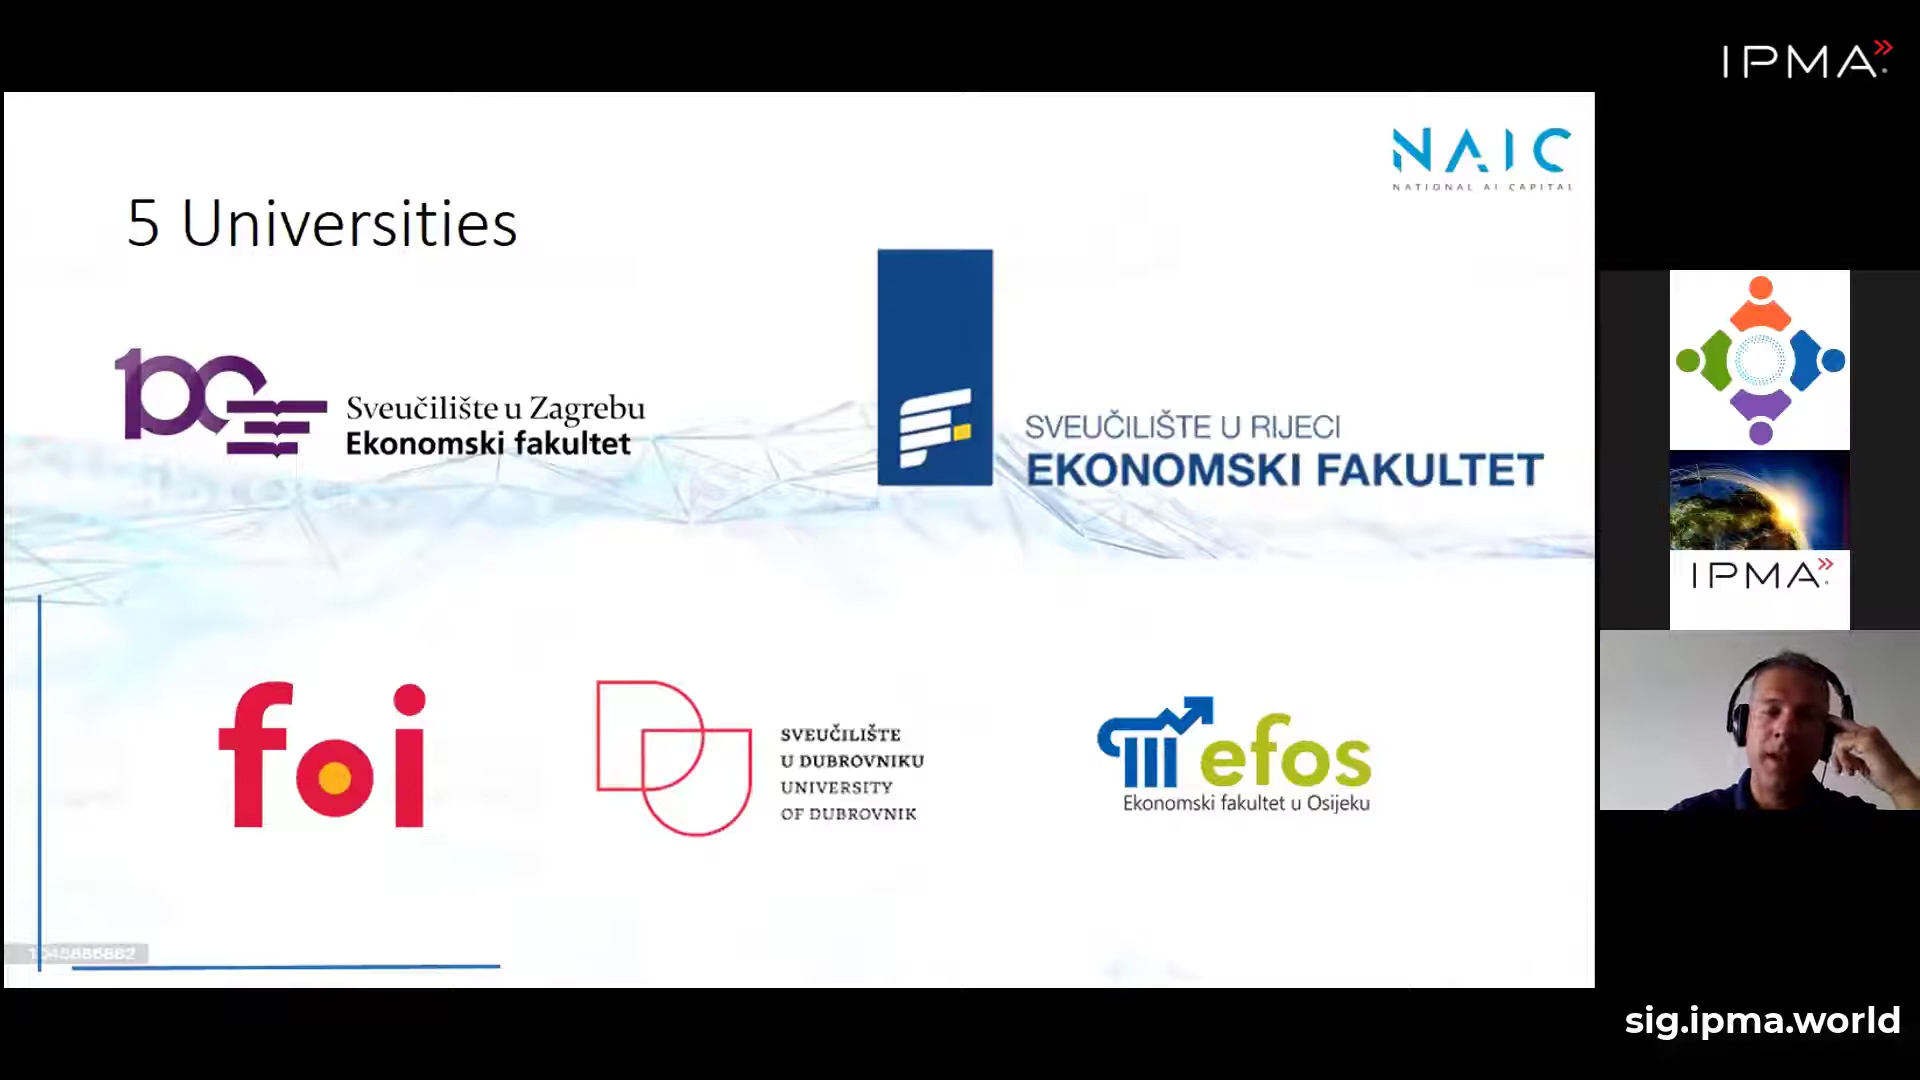 IPMA
NAIC
NATIONAL AI CAPITAL
5 Universities
100
Sveučilište u Zagrebu
Ekonomski fakultet
SVEUČILIŠTE U RIJECI
EKONOMSKI FAKULTET
foi
SVEUČILIŠTE
U DUBROVNIKU
UNIVERSITY
OF DUBROVNIK
efos
Ekonomski fakultet u Osijeku
IPMA
sig.ipma.world